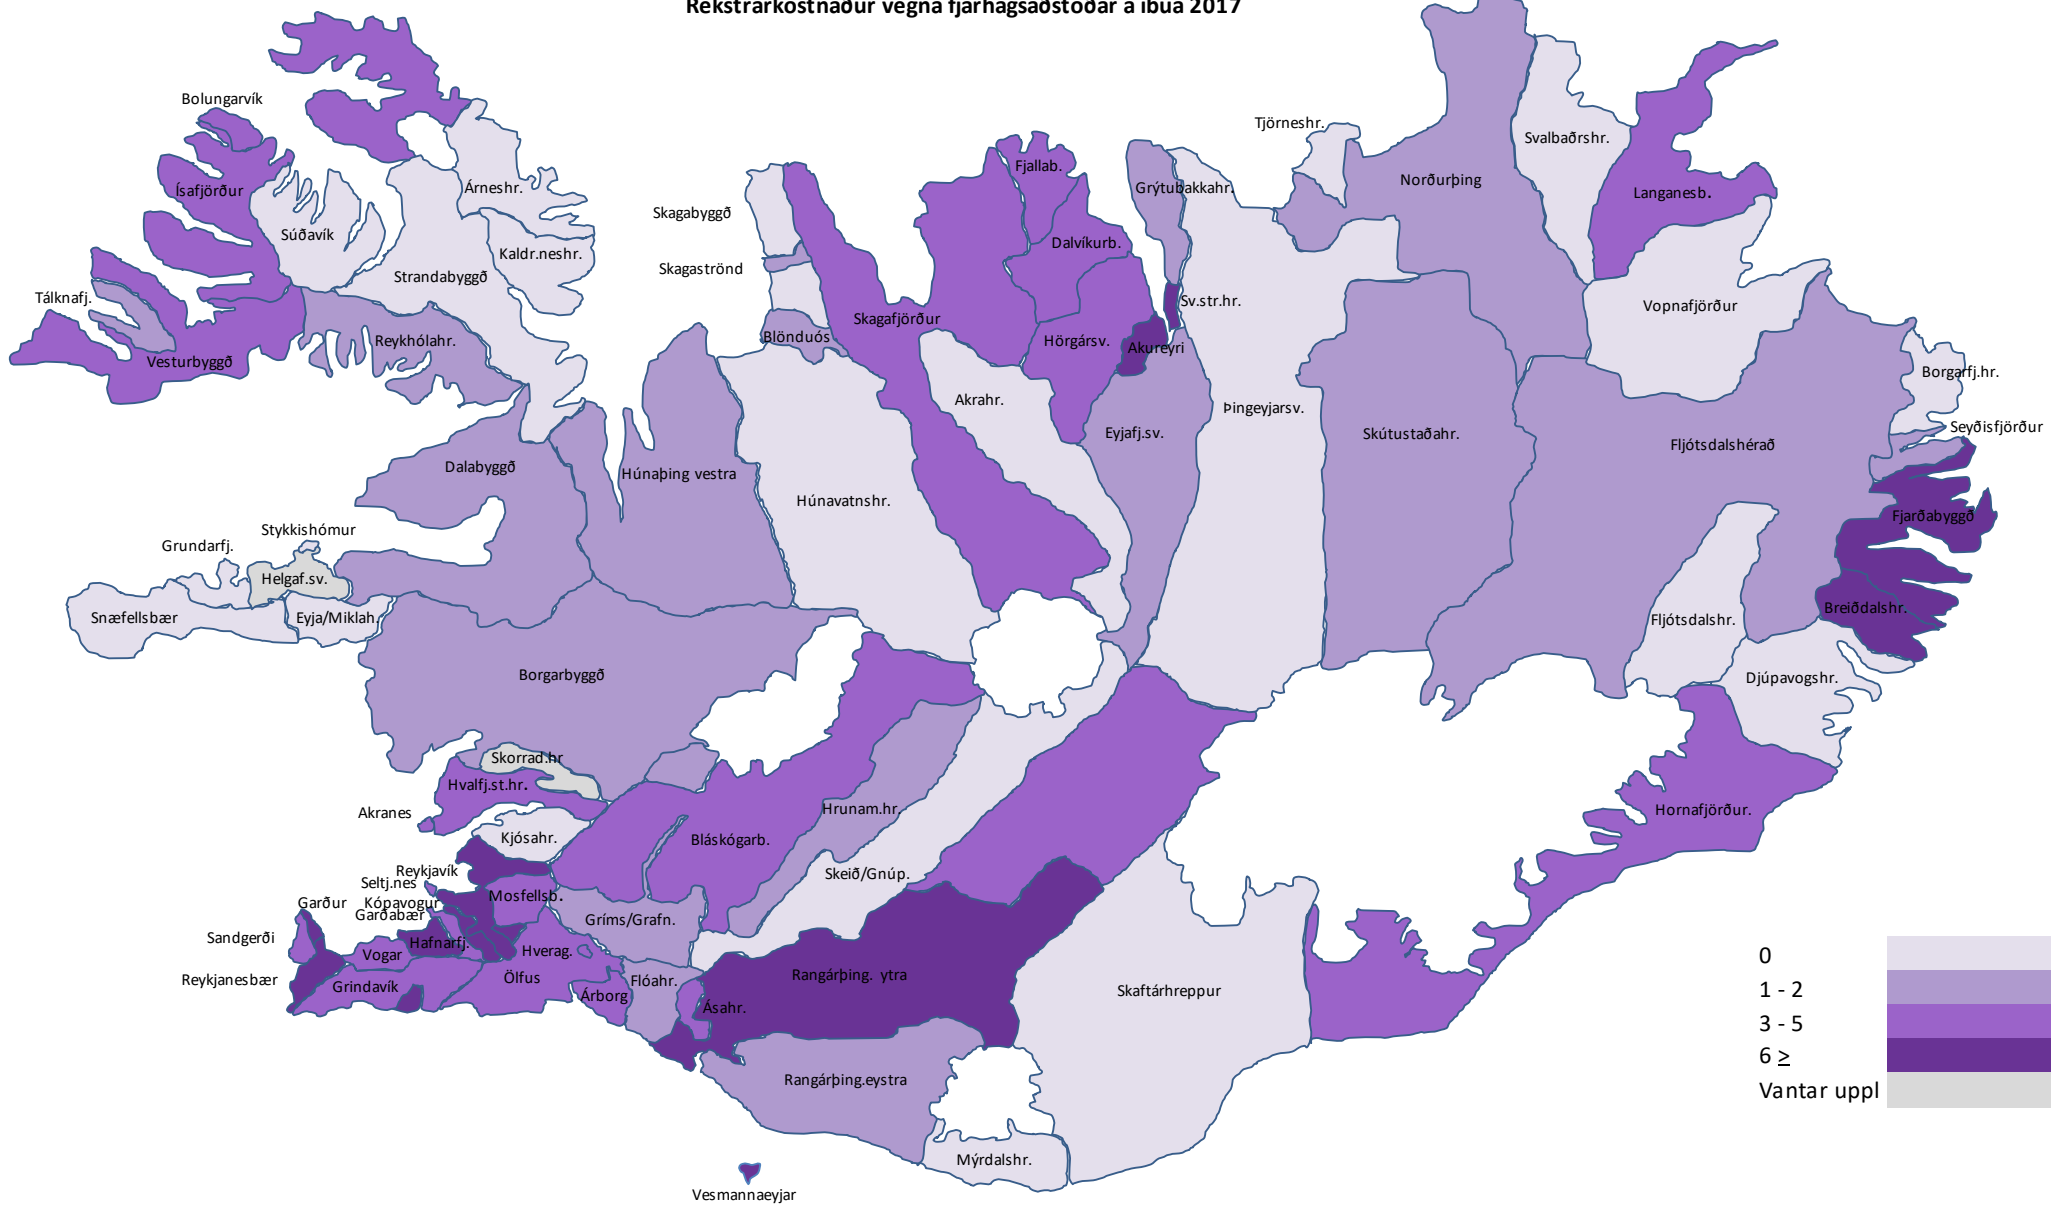 Rekstrarkostnaður vegna fjárhagsaðstoðar á íbúa 2017
Bolungarvík
Ísafjörður
Súðavík
Árneshr.
Kaldr.neshr.
Strandabyggð
Tálknafj.
Vesturbyggð
Reykhólahr.
Skagabyggð
Skagaströnd
Blönduós
Skagafjörður
Fjallab.
Dalvíkurb.
Hörgársv.
Akureyri
Grýtubakkahr.
Sv.str.hr.
Tjörneshr.
Norðurþing
Svalbaðrshr.
Langanesb.
Vopnafjörður
Borgarfj.hr.
Seyðisfjörður
Akrahr.
Eyjafj.sv.
Þingeyjarsv.
Skútustaðahr.
Fljótsdalshérað
Fjarðabyggð
Breiðdalshr.
Fljótsdalshr.
Djúpavogshr.
Hornafjörður.
Dalabyggð
Húnaþing vestra
Húnavatnshr.
Stykkishómur
Grundarfj.
Helgaf.sv.
Snæfellsbær
Eyja/Miklah.
Borgarbyggð
Skorrad.hr
Hvalfj.st.hr.
Akranes
Kjósahr.
Reykjavík
Seltj.nes
Mosfellsb.
Kópavogur
Garðabær
Garður
Sandgerði
Hafnarfj.
Vogar
Reykjanesbær
Grindavík
Hverag.
Ölfus
Árborg
Flóahr.
Gríms/Grafn.
Bláskógarb.
Hrunam.hr.
Skeið/Gnúp.
Ásahr.
Rangárþing. ytra
Rangárþing.eystra
Skaftárhreppur
Mýrdalshr.
Vesmannaeyjar
0
1 - 2
3 - 5
6 ≥
Vantar uppl